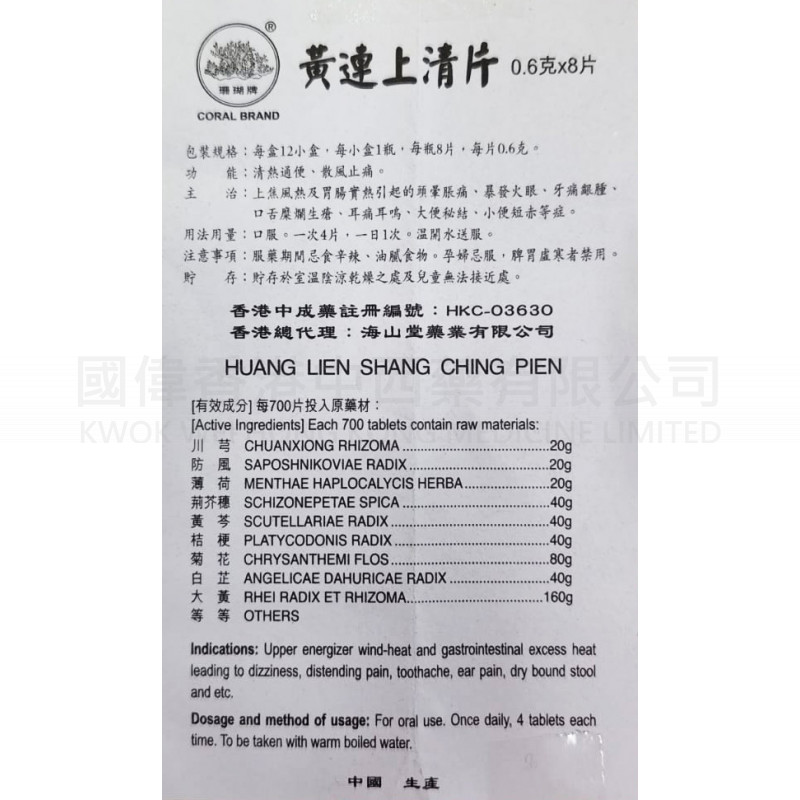 ®
珊瑚牌
CORAL BRAND
黃連上清片 0.6克x8片
包裝規格：每盒12小盒，每小盒1瓶，每瓶8片，每片0.6克。
功 能：清熱通便、散風止痛。
主 治：上焦風熱及胃腸實熱引起的頭暈脹痛、暴發火眼、牙痛齦腫、
口舌糜爛生瘡、耳痛耳鳴、大便秘結、小便短赤等症。
用法用量：口服。一次4片，一日1次。溫開水送服。
注意事項：服藥期間忌食辛辣、油膩食物。孕婦忌服，脾胃虛寒者禁用。
貯 存：貯存於室溫陰涼乾燥之處及兒童無法接近處。
香港中成藥註冊編號：HKC-03630
香港總代理：海山堂藥業有限公司
HUANG LIEN SHANG CHING PIEN
國偉香港中西藥有限公司
[有效成分] 每700片投入原藥材：
[Active Ingredients] Each 700 tablets contain raw materials:
KWOK W NG MEDICINE LIMITED
川 芎 CHUANXIONG RHIZOMA ........ 20g
防 風 SAPOSHNIKOVIAE RADIX ........ 20g
薄 荷 MENTHAE HAPLOCALYCIS HERBA ........ 20g
荊芥穗 SCHIZONEPETAE SPICA ........ 40g
黃 芩 SCUTELLARIAE RADIX ........ 40g
桔 梗 PLATYCODONIS RADIX ........ 40g
菊 花 CHRYSANTHEMI FLOS ........ 80g
白 芷 ANGELICAE DAHURICAE RADIX ........ 40g
大 黃 RHEI RADIX ET RHIZOMA ........ 160g
等 等 OTHERS
Indications: Upper energizer wind-heat and gastrointestinal excess heat
leading to dizziness, distending pain, toothache, ear pain, dry bound stool
and etc.
Dosage and method of usage: For oral use. Once daily, 4 tablets each
time. To be taken with warm boiled water.
中國 生產